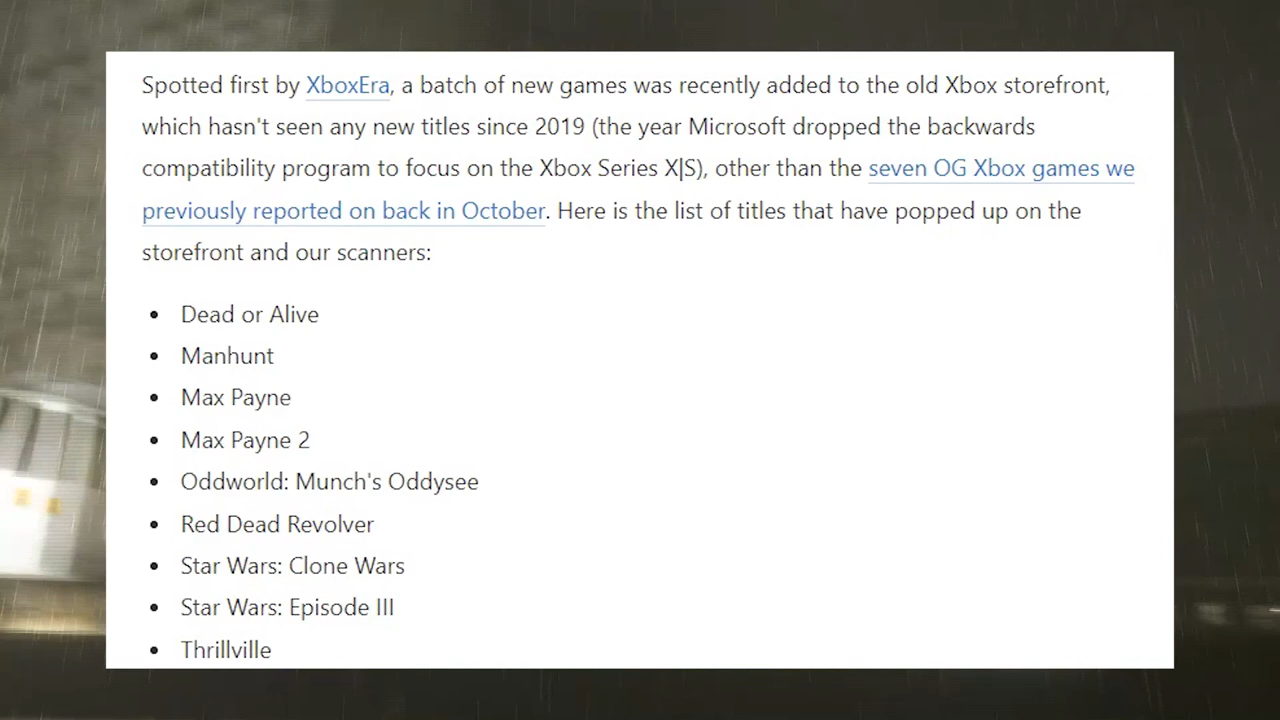 Spotted first by XboxEra, a batch of new games was recently added to the old Xbox storefront,
which hasn't seen any new titles since 2019 (the year Microsoft dropped the backwards
compatibility program to focus on the Xbox Series X|S), other than the seven OG Xbox games we
previously reported on back in October. Here is the list of titles that have popped up on the
storefront and our scanners:
• Dead or Alive
• Manhunt
• Max Payne
• Max Payne 2
• Oddworld: Munch's Oddysee
• Red Dead Revolver
• Star Wars: Clone Wars
• Star Wars: Episode III
• Thrillville